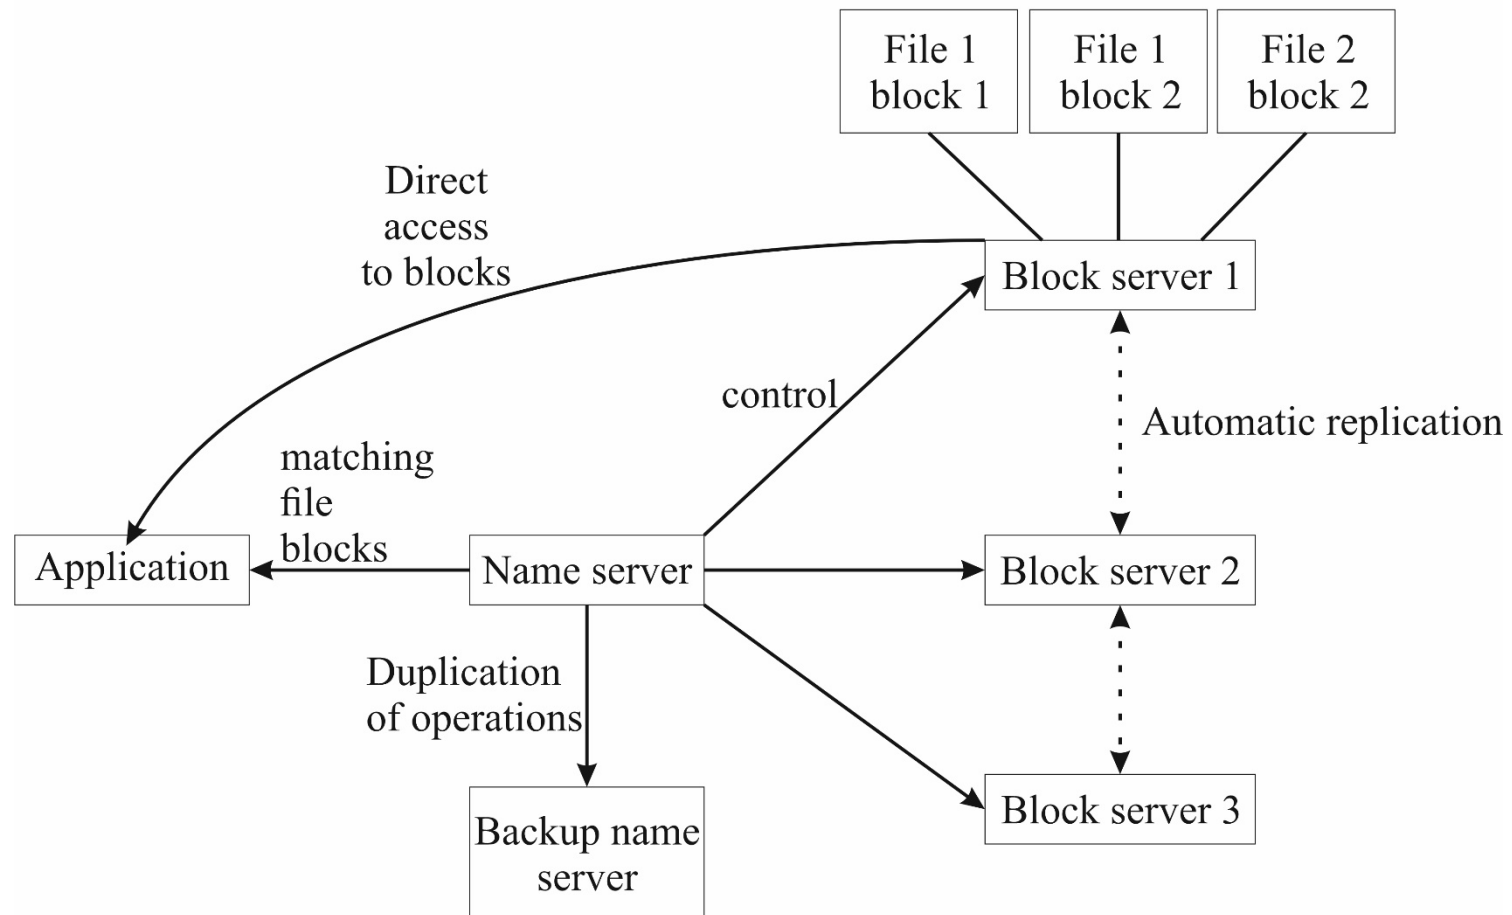 File 1
block 1
File 1
block 2
File 2
block 2
Direct
access
to blocks
Block server 1
control
Automatic replication
matching
file
blocks
Application
Name server
Block server 2
Duplication
of operations
Block server 3
Backup name
server